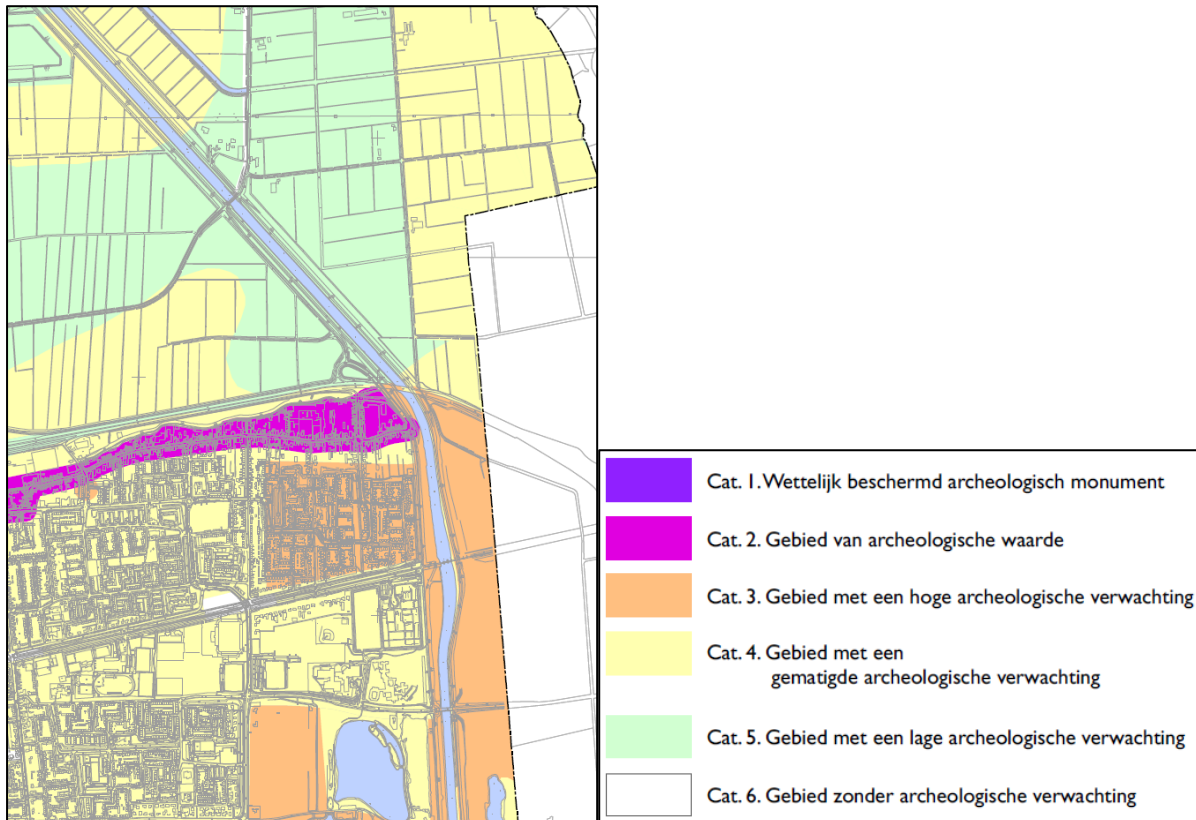 Cat. 1. Wettelijk beschermd archeologisch monument
Cat. 2. Gebied van archeologische waarde
Cat. 3. Gebied met een hoge archeologische verwachting
Cat. 4. Gebied met een
gematigde archeologische verwachting
Cat. 5. Gebied met een lage archeologische verwachting
Cat. 6. Gebied zonder archeologische verwachting